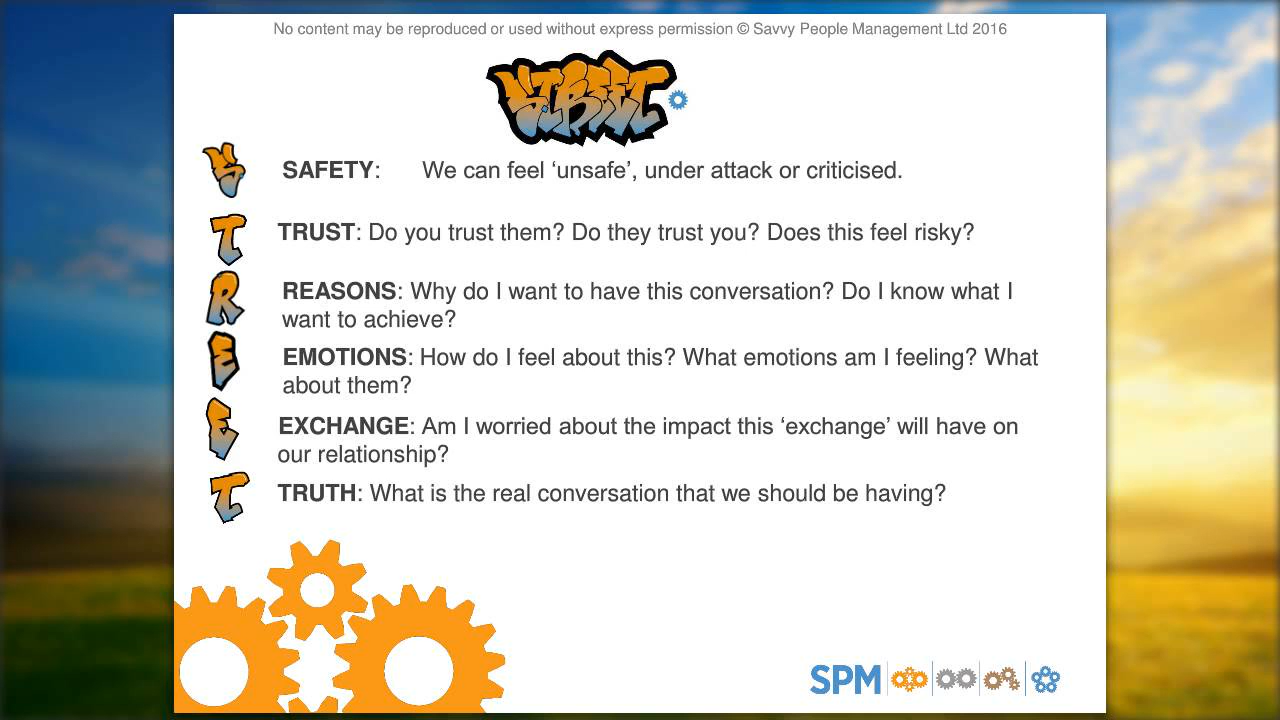 No content may be reproduced or used without express permission © Savvy People Management Ltd 2016
STREET
S SAFETY: We can feel ‘unsafe’, under attack or criticised.
T TRUST: Do you trust them? Do they trust you? Does this feel risky?
R REASONS: Why do I want to have this conversation? Do I know what I
want to achieve?
E EMOTIONS: How do I feel about this? What emotions am I feeling? What
about them?
E EXCHANGE: Am I worried about the impact this ‘exchange’ will have on
our relationship?
T TRUTH: What is the real conversation that we should be having?
SPM